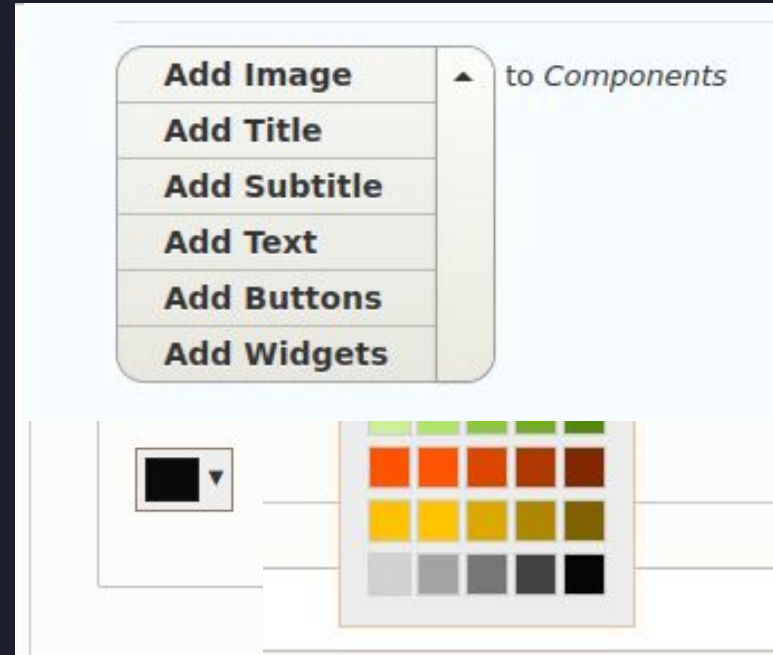 Add Image to Components
Add Title
Add Subtitle
Add Text
Add Buttons
Add Widgets